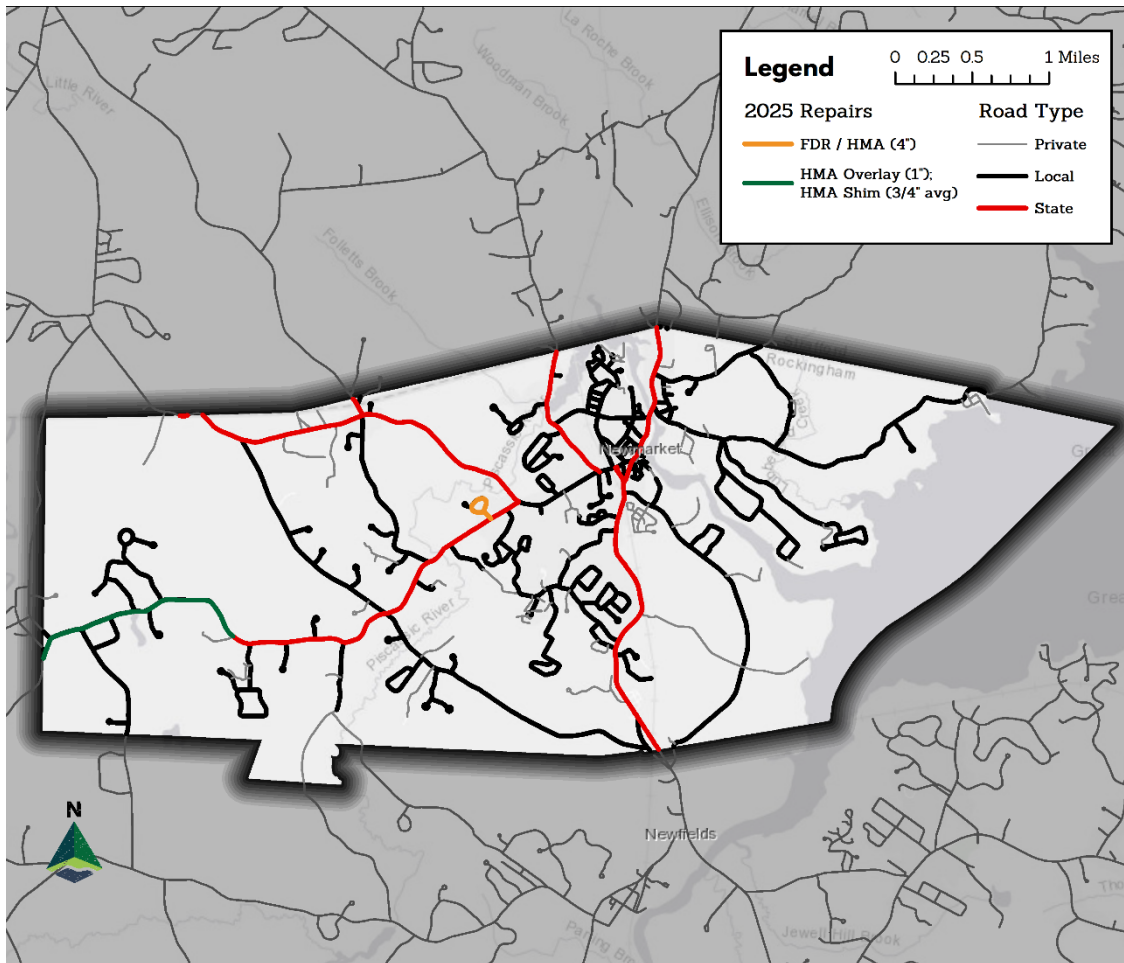 La Roche Brook
Woodman Brook
Little River
Legend
0 0.25 0.5 1 Miles
2025 Repairs
Road Type
FDR / HMA (4")
HMA Overlay (1");
HMA Shim (3/4" avg)
Private
Local
State
Follets Brook
Rockingham
Newmarket
Piscassic River
N
Newfields
Jewell Hill Brook